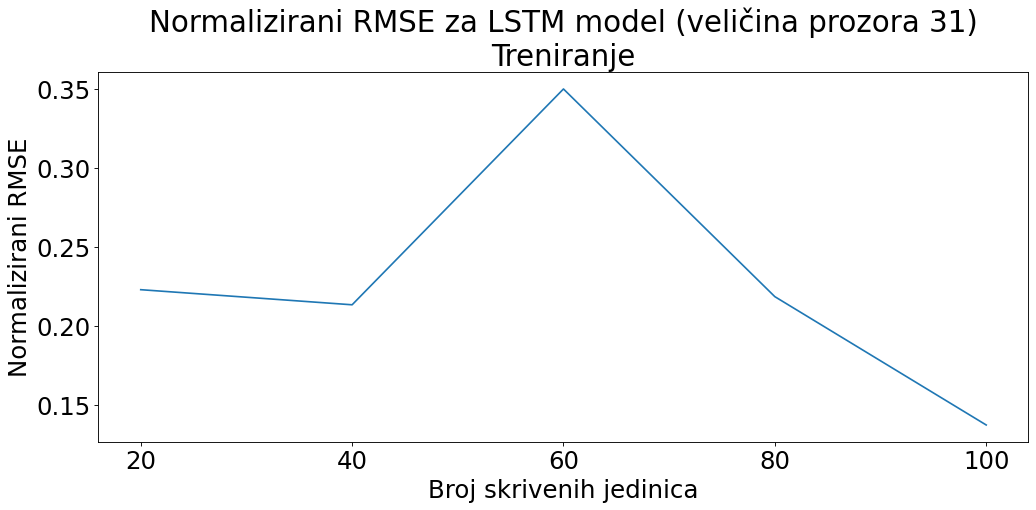 Normalizirani RMSE za LSTM model (veličina prozora 31)
Treniranje
Normalizirani RMSE
0.35
0.30
0.25
0.20
0.15
20 40 60 80 100
Broj skrivenih jedinica